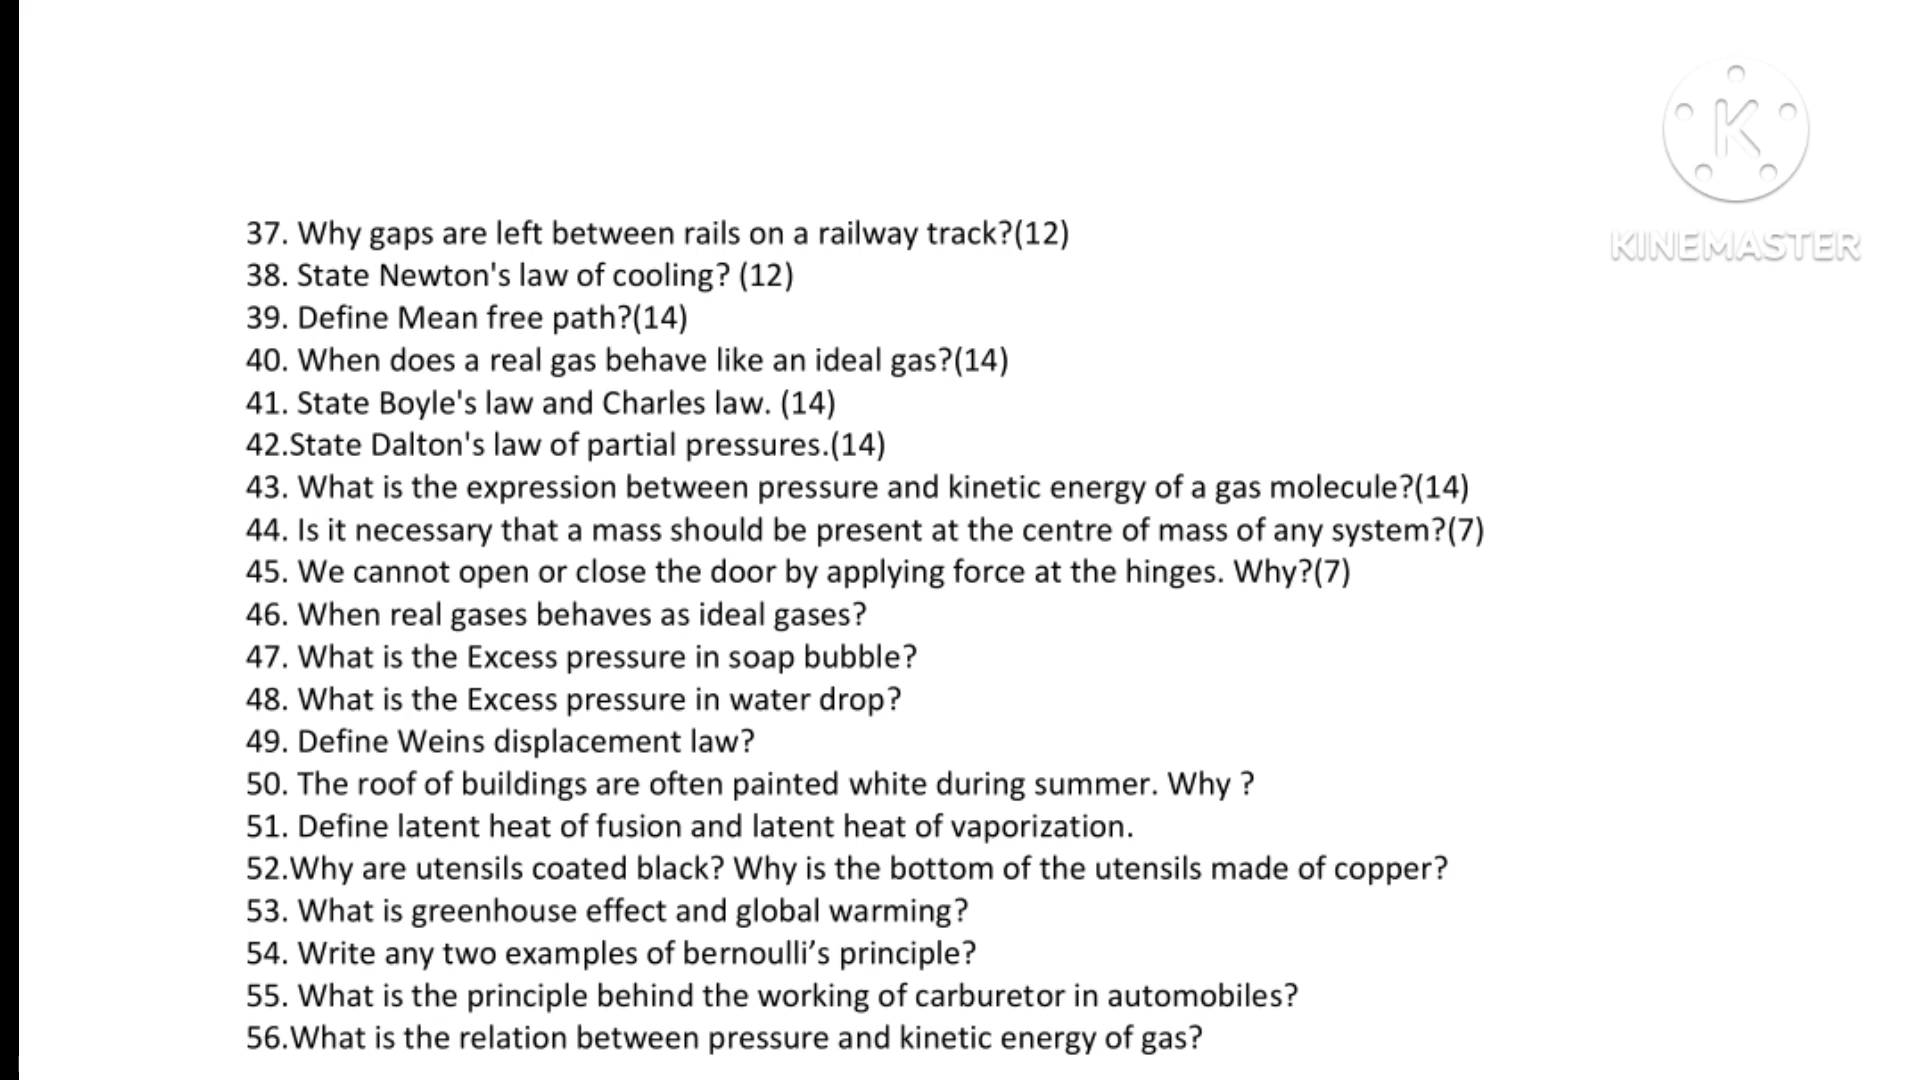 K
KINEMASTER
37. Why gaps are left between rails on a railway track?(12)
38. State Newton's law of cooling? (12)
39. Define Mean free path?(14)
40. When does a real gas behave like an ideal gas?(14)
41. State Boyle's law and Charles law. (14)
42.State Dalton's law of partial pressures.(14)
43. What is the expression between pressure and kinetic energy of a gas molecule?(14)
44. Is it necessary that a mass should be present at the centre of mass of any system?(7)
45. We cannot open or close the door by applying force at the hinges. Why?(7)
46. When real gases behaves as ideal gases?
47. What is the Excess pressure in soap bubble?
48. What is the Excess pressure in water drop?
49. Define Weins displacement law?
50. The roof of buildings are often painted white during summer. Why ?
51. Define latent heat of fusion and latent heat of vaporization.
52.Why are utensils coated black? Why is the bottom of the utensils made of copper?
53. What is greenhouse effect and global warming?
54. Write any two examples of bernoulli’s principle?
55. What is the principle behind the working of carburetor in automobiles?
56.What is the relation between pressure and kinetic energy of gas?